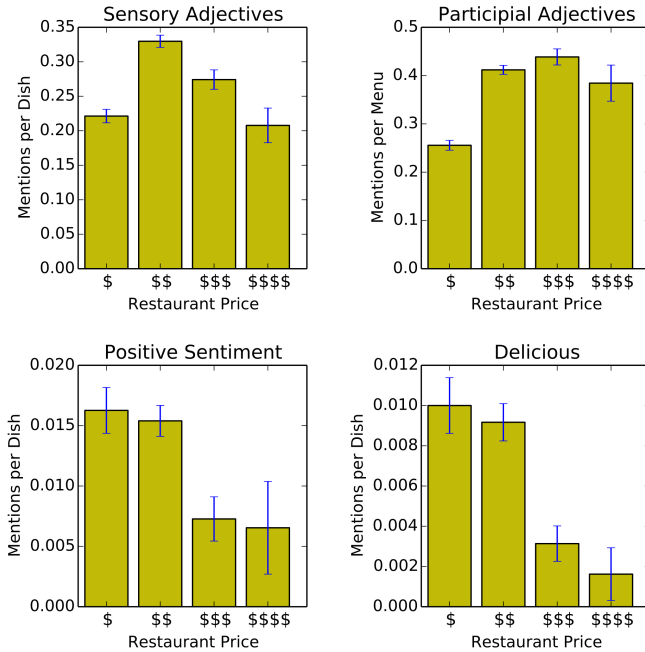 Sensory Adjectives
0.35
0.30
0.25
0.20
0.15
0.10
0.05
0.00
Mentions per Dish
$ $$ $$$ $$$$
Restaurant Price
Participial Adjectives
0.5
0.4
0.3
0.2
0.1
0.0
Mentions per Menu
$ $$ $$$ $$$$
Restaurant Price
Positive Sentiment
0.020
0.015
0.010
0.005
0.000
Mentions per Dish
$ $$ $$$ $$$$
Restaurant Price
Delicious
0.012
0.010
0.008
0.006
0.004
0.002
0.000
Mentions per Dish
$ $$ $$$ $$$$
Restaurant Price